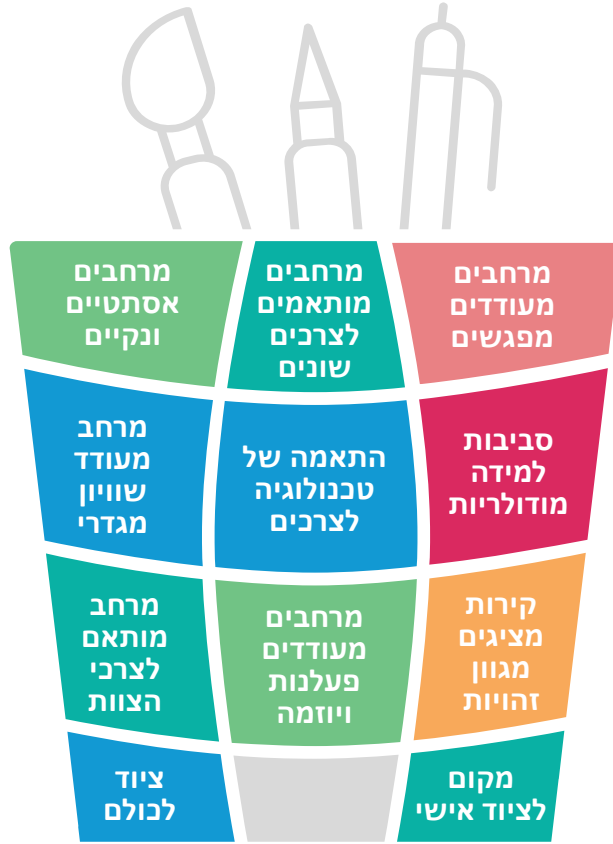 מרחבים
מעודדים
מפגשים
מרחבים
מותאמים
לצרכים
שונים
מרחבים
אסתטיים
ונקיים
סביבות
למידה
מודולריות
התאמה של
טכנולוגיה
לצרכים
מרחב
מעודד
שוויון
מגדרי
קירות
מציגים
מגוון
זהויות
מרחבים
מעודדים
פעלנות
ויוזמה
מרחב
מותאם
לצרכי
הצוות
מקום
לציוד אישי
ציוד
לכולם